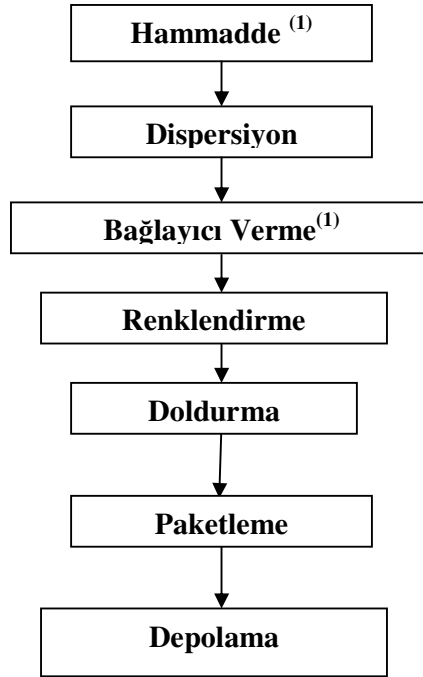 Hammadde (1)
Dispersiyon
Bağlayıcı Verme(1)
Renklendirme
Doldurma
Paketleme
Depolama